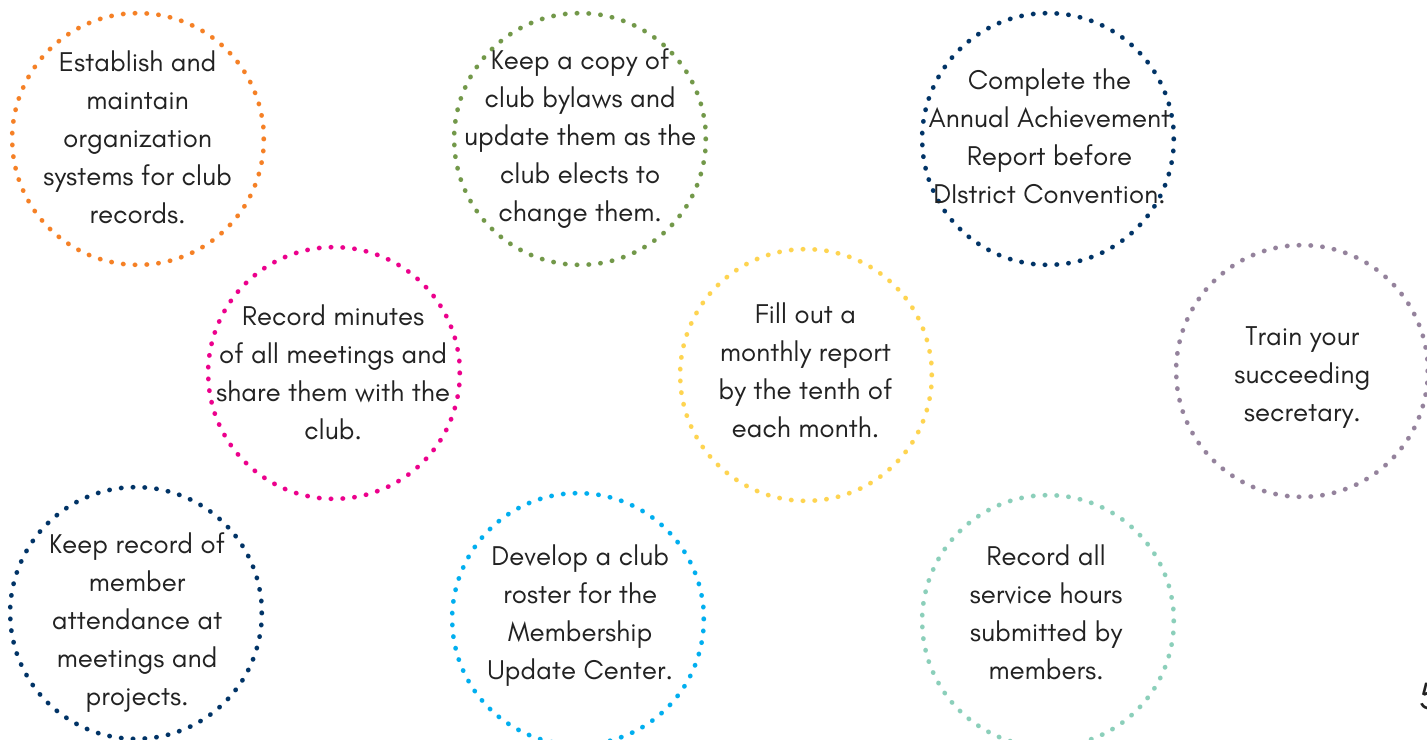 Establish and
maintain
organization
systems for club
records.
Keep a copy of
club bylaws and
update them as the
club elects to
change them.
Complete the
Annual Achievement
Report before
DIstrict Convention.
Record minutes
of all meetings and
share them with the
club.
Fill out a
monthly report
by the tenth of
each month.
Train your
succeeding
secretary.
Keep record of
member
attendance at
meetings and
projects.
Develop a club
roster for the
Membership
Update Center.
Record all
service hours
submitted by
members.